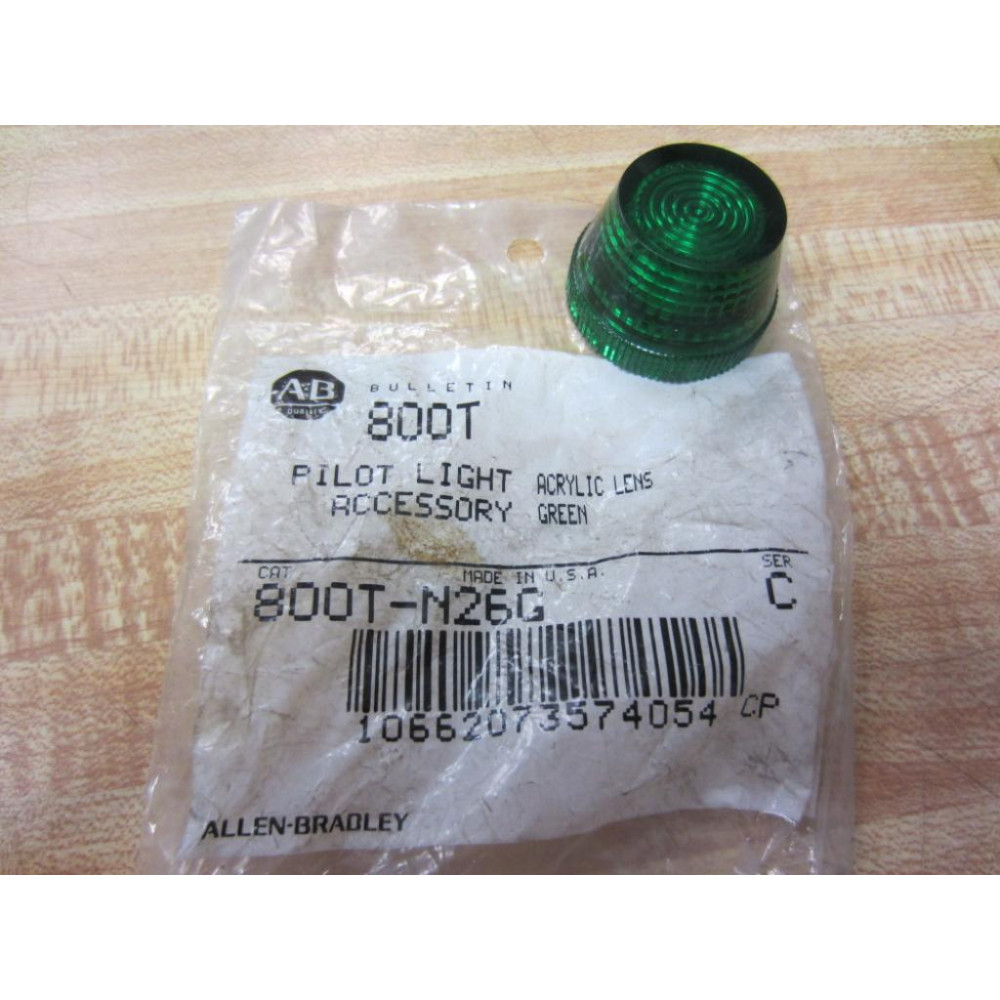 A-B
QUALITY
BULLETIN
800T
PILOT LIGHT ACRYLIC LENS
ACCESSORY GREEN
CAT MADE IN U.S.A. SER
800T-N26G C
10662073574054 CP
ALLEN-BRADLEY